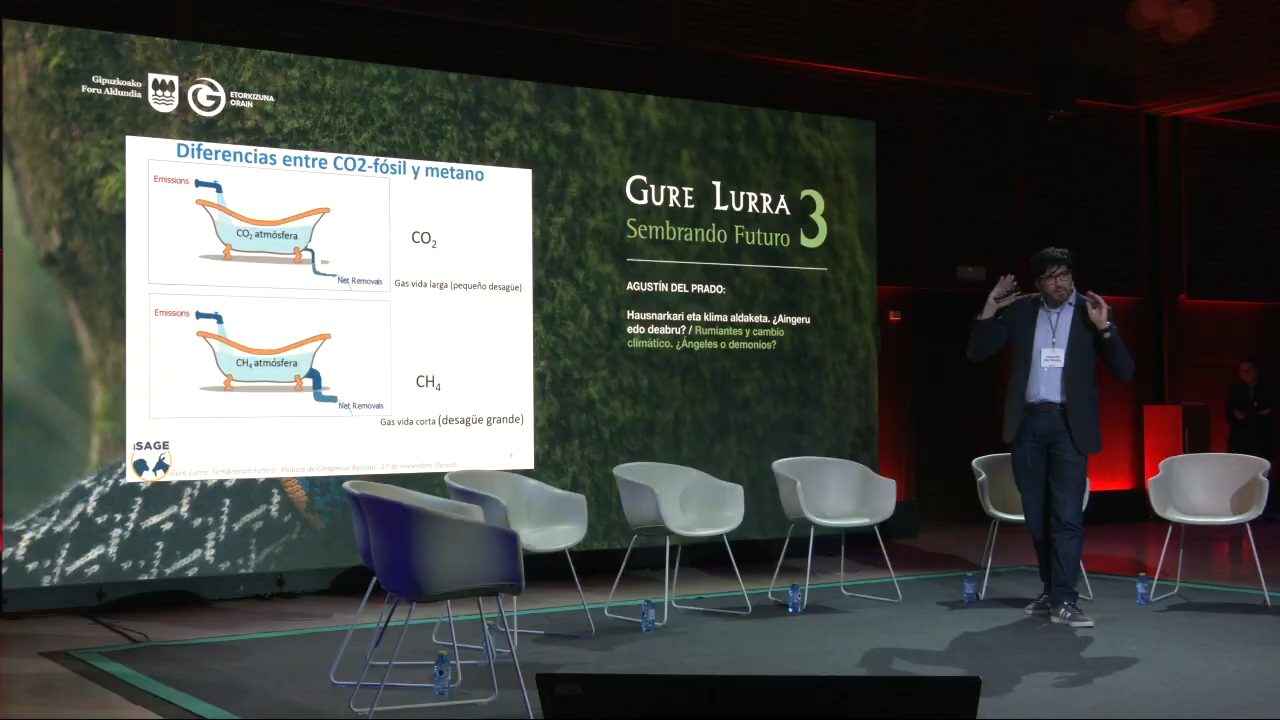 Gipuzkoako
Foru Aldundia
ETORKIZUNA
ORAIN
Diferencias entre CO2-fósil y metano
Emissions
CO₂ atmósfera
Net Removals
CO₂
Gas vida larga (pequeño desagüe)
Emissions
CH₄ atmósfera
Net Removals
CH₄
Gas vida corta (desagüe grande)
iSAGE
GURE LURRA 3
Sembrando Futuro
AGUSTÍN DEL PRADO:
Hausnarkari eta klima aldaketa. ¿Aingeru
edo deabru? / Rumiantes y cambio
climático. ¿Ángeles o demonios?